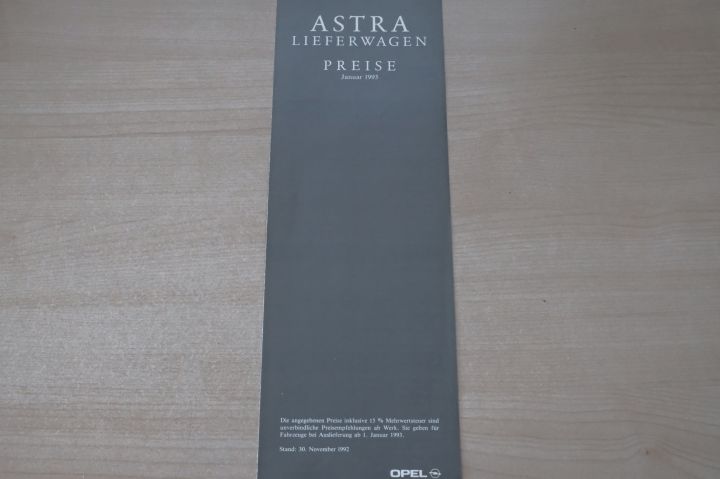 ASTRA
LIEFERWAGEN
PREISE
Januar 1993
Die angegebenen Preise inklusive 15 % Mehrwertsteuer sind
unverbindliche Preisempfehlungen ab Werk. Sie gelten für
Fahrzeuge bei Auslieferung ab 1. Januar 1993.
Stand: 30. November 1992
OPEL